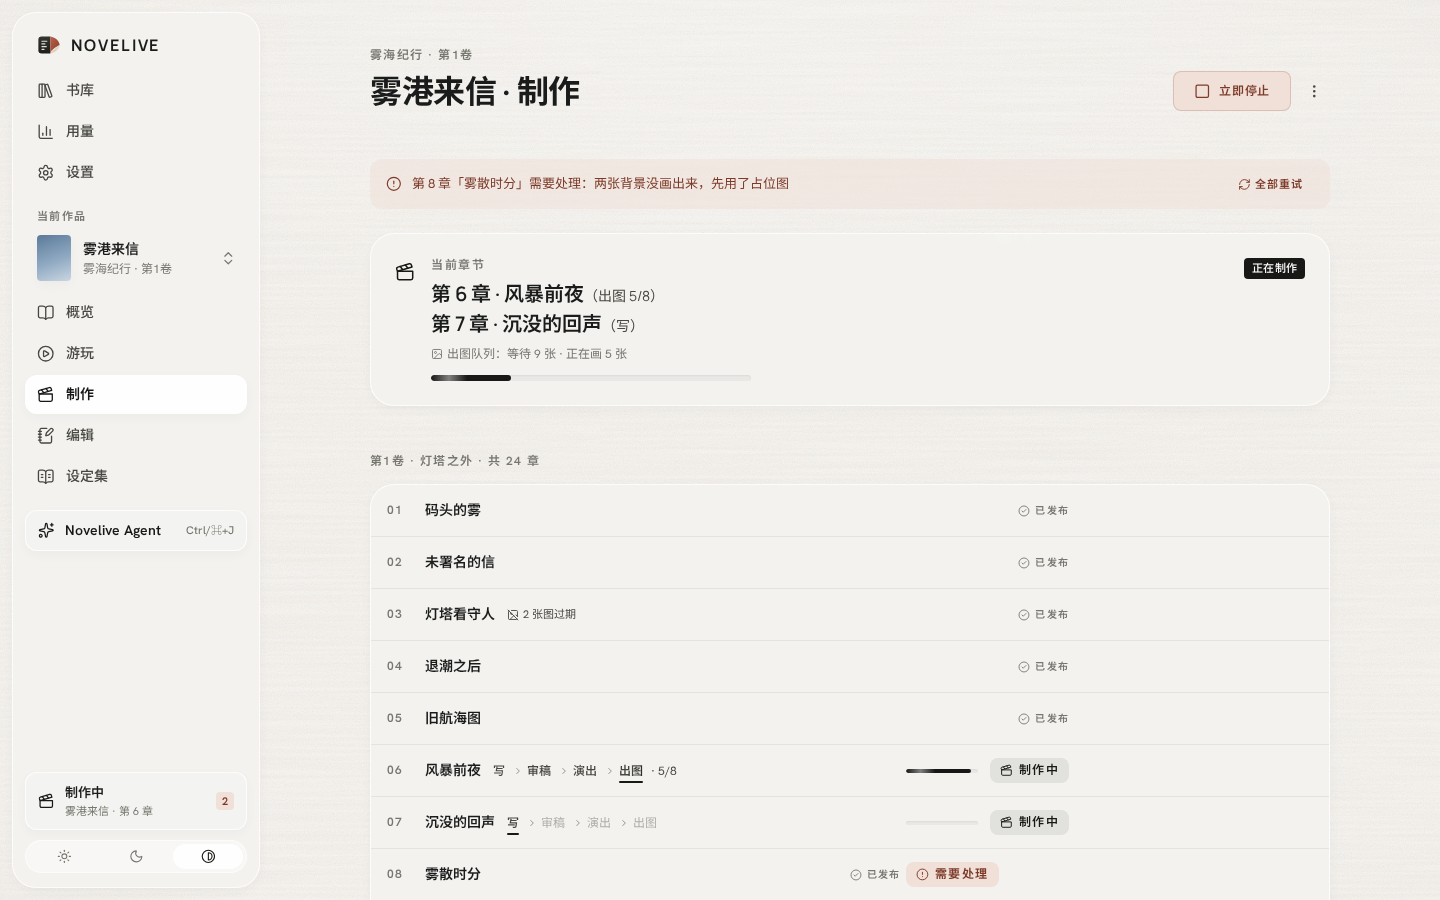 NOVELIVE
书库
用量
设置
当前作品
雾港来信
雾海纪行 · 第1卷
概览
游玩
制作
编辑
设定集
Novelive Agent Ctrl/⌘+J
制作中
雾港来信 · 第 6 章
2
雾海纪行 · 第1卷
雾港来信 · 制作
立即停止
第 8 章「雾散时分」需要处理：两张背景没画出来，先用了占位图
全部重试
当前章节
正在制作
第 6 章 · 风暴前夜（出图 5/8）
第 7 章 · 沉没的回声（写）
出图队列：等待 9 张 · 正在画 5 张
第1卷 · 灯塔之外 · 共 24 章
01 码头的雾 已发布
02 未署名的信 已发布
03 灯塔看守人 2 张图过期 已发布
04 退潮之后 已发布
05 旧航海图 已发布
06 风暴前夜 写 > 审稿 > 演出 > 出图 · 5/8 制作中
07 沉没的回声 写 > 审稿 > 演出 > 出图 制作中
08 雾散时分 已发布 需要处理